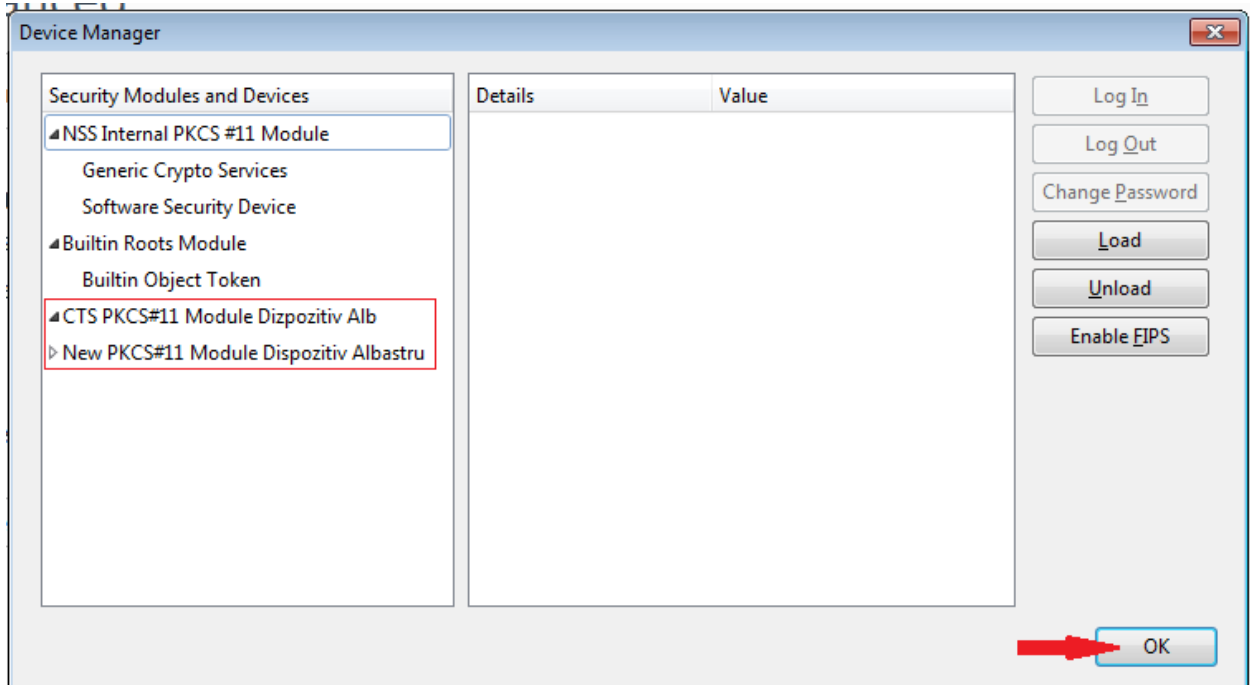 Device Manager
Security Modules and Devices
Details
Value
NSS Internal PKCS #11 Module
Generic Crypto Services
Software Security Device
Builtin Roots Module
Builtin Object Token
CTS PKCS#11 Module Dizpozitiv Alb
New PKCS#11 Module Dispozitiv Albastru
Log In
Log Out
Change Password
Load
Unload
Enable FIPS
OK